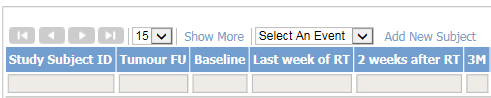 15 Show More Select An Event Add New Subject
Study Subject ID Tumour FU Baseline Last week of RT 2 weeks after RT 3M